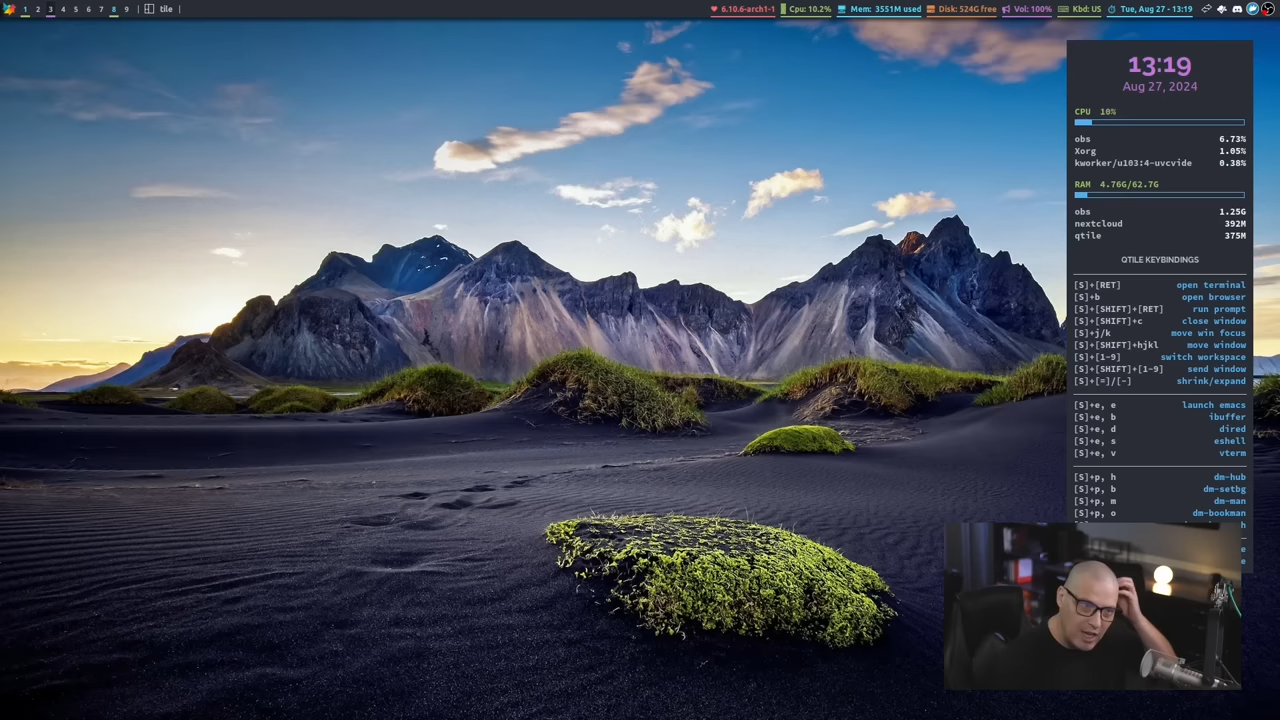 1 2 3 4 5 6 7 8 9 tile 6.10.6-arch1-1 Cpu: 10.2% Mem: 3551M used Disk: 524G free Vol: 100% Kbd: US Tue, Aug 27 - 13:19
13:19
Aug 27, 2024
CPU 10%
obs 6.73%
Xorg 1.05%
kworker/u103:4-uvcvide 0.38%
RAM 4.76G/62.7G
obs 1.25G
nextcloud 392M
qtile 375M
QTILE KEYBINDINGS
[S]+[RET] open terminal
[S]+b open browser
[S]+[SHIFT]+[RET] run prompt
[S]+[SHIFT]+c close window
[S]+j/k move win focus
[S]+[SHIFT]+hjkl move window
[S]+[1-9] switch workspace
[S]+[SHIFT]+[1-9] send window
[S]+[=]/[-] shrink/expand
[S]+e, e launch emacs
[S]+e, b ibuffer
[S]+e, d dired
[S]+e, s eshell
[S]+e, v vterm
[S]+p, h dm-hub
[S]+p, b dm-setbg
[S]+p, m dm-man
[S]+p, o dm-bookman
h
e
e